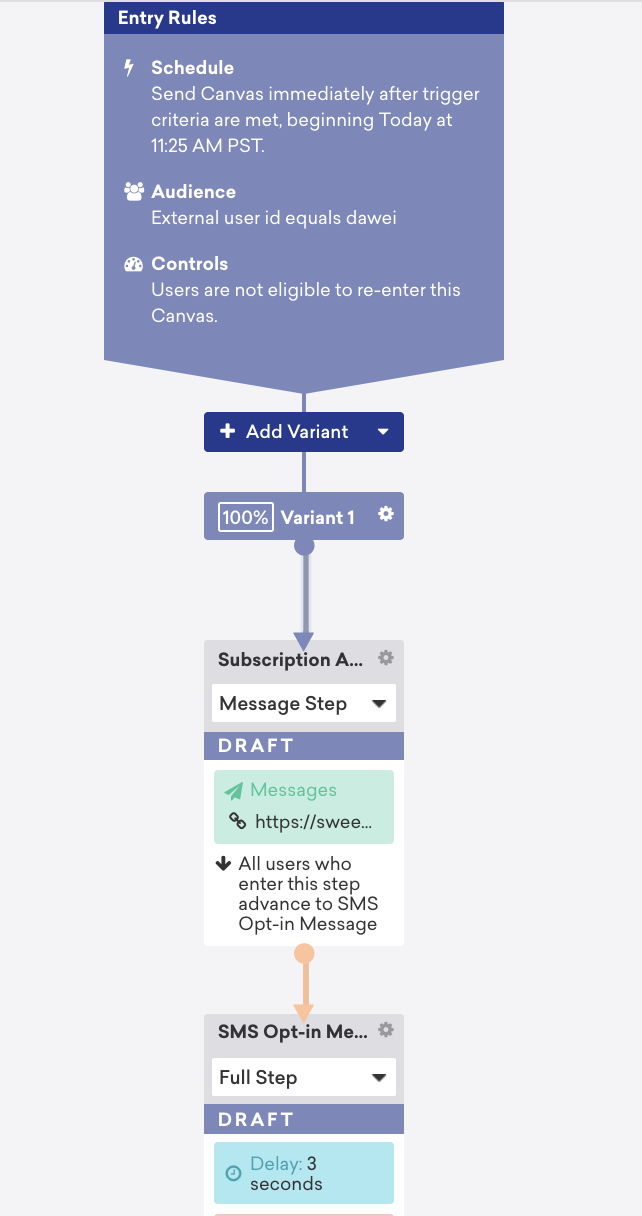 Entry Rules
Schedule
Send Canvas immediately after trigger
criteria are met, beginning Today at
11:25 AM PST.
Audience
External user id equals dawei
Controls
Users are not eligible to re-enter this
Canvas.
Add Variant
100% Variant 1
Subscription A...
Message Step
DRAFT
Messages
https://swee...
All users who
enter this step
advance to SMS
Opt-in Message
SMS Opt-in Me...
Full Step
DRAFT
Delay: 3
seconds